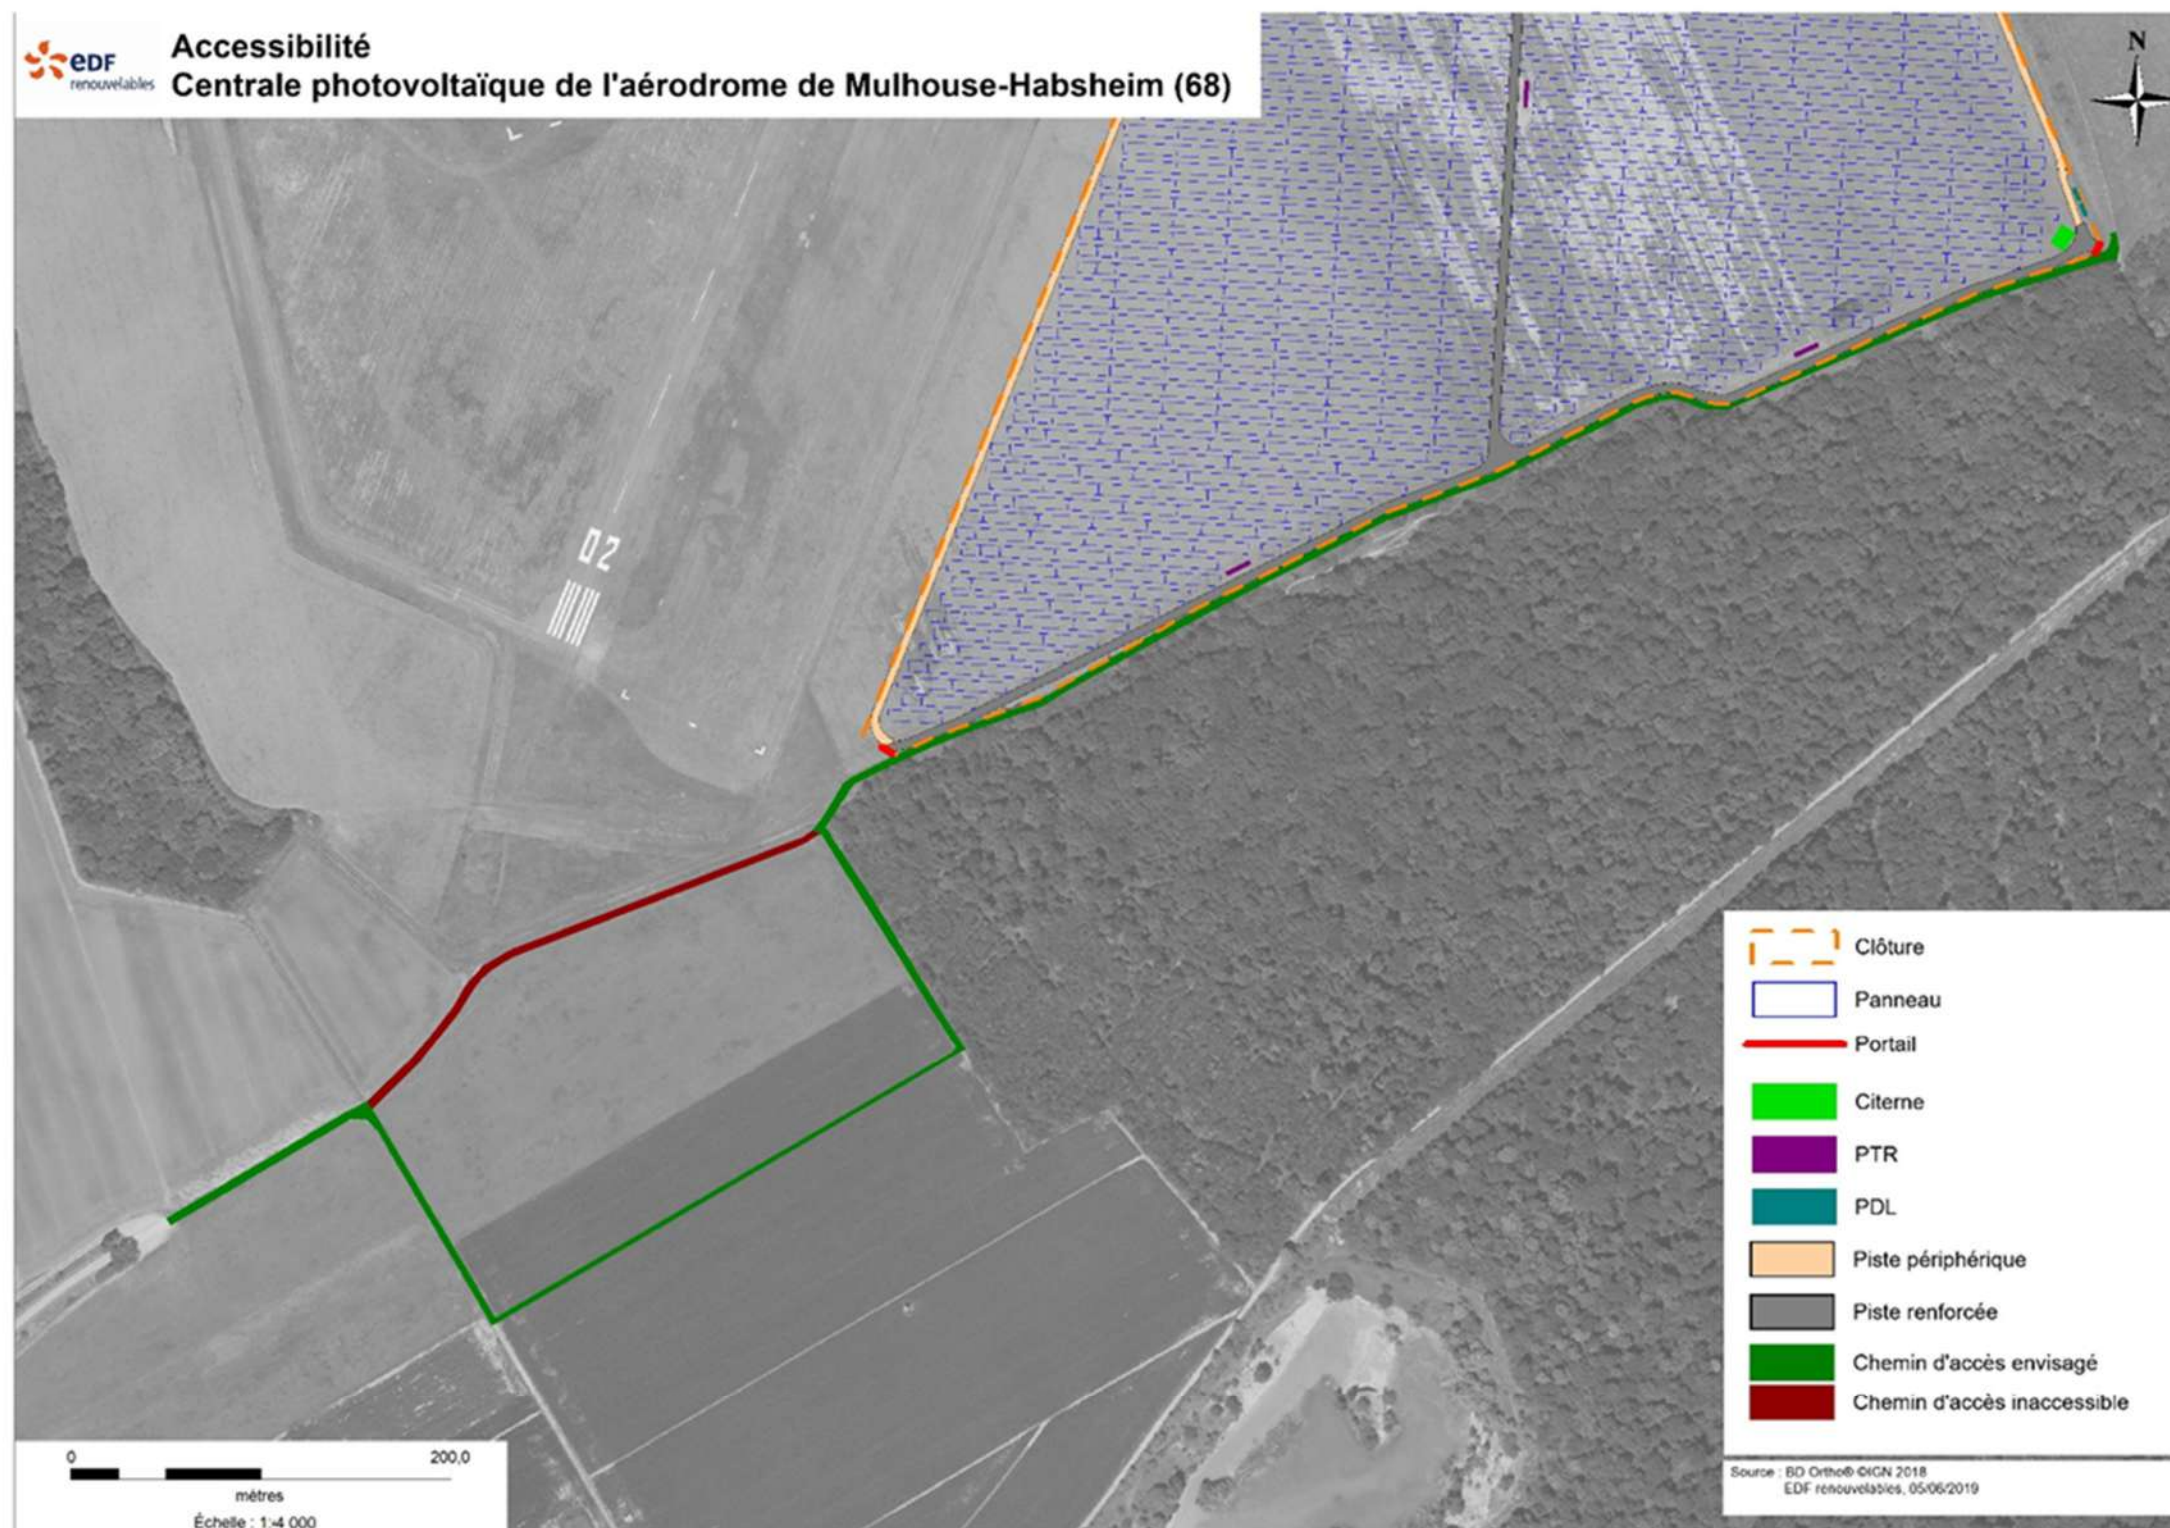 eDF
renouvelables
Accessibilité
Centrale photovoltaïque de l'aérodrome de Mulhouse-Habsheim (68)
N
02
Clôture
Panneau
Portail
Citerne
PTR
PDL
Piste périphérique
Piste renforcée
Chemin d'accès envisagé
Chemin d'accès inaccessible
0 200,0
mètres
Échelle : 1:4 000
Source : BD Ortho® ©IGN 2018
EDF renouvelables, 05/06/2019